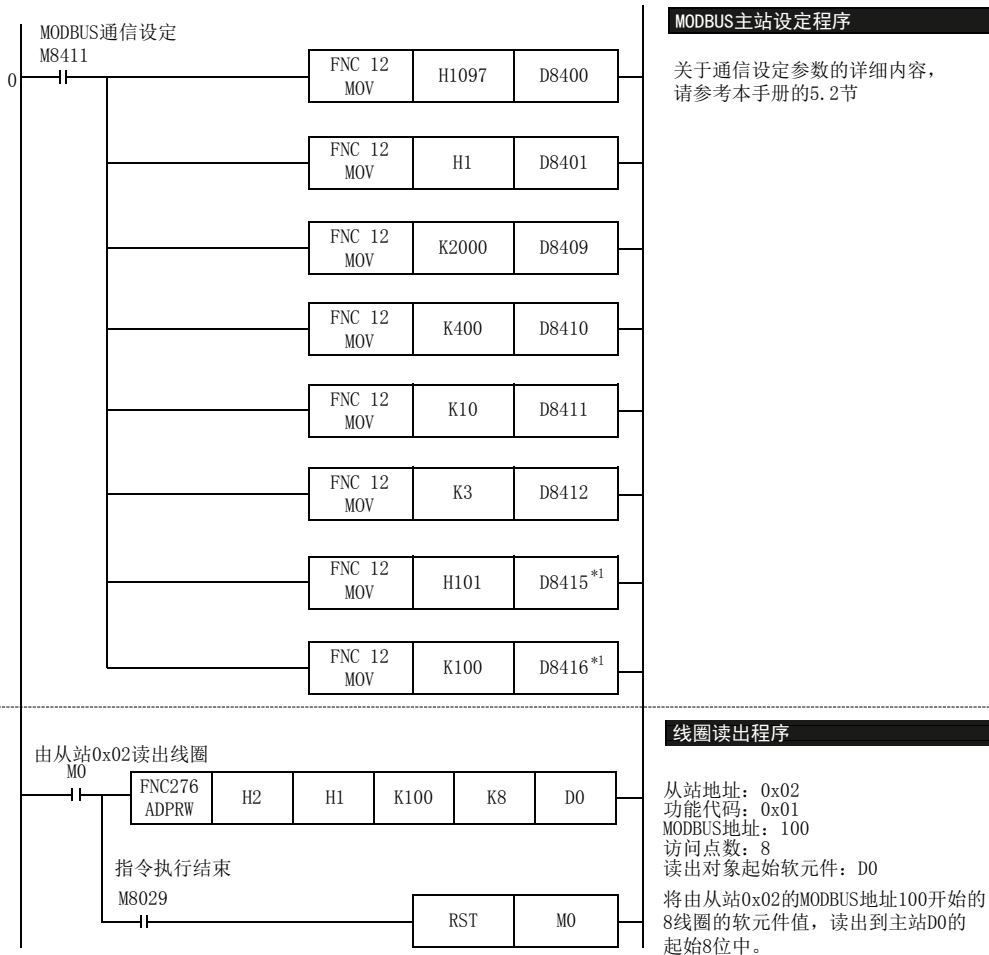 MODBUS主站设定程序
MODBUS通信设定
M8411
0
FNC 12
MOV
H1097
D8400
关于通信设定参数的详细内容，
请参考本手册的5.2节
FNC 12
MOV
H1
D8401
FNC 12
MOV
K2000
D8409
FNC 12
MOV
K400
D8410
FNC 12
MOV
K10
D8411
FNC 12
MOV
K3
D8412
FNC 12
MOV
H101
D8415*1
FNC 12
MOV
K100
D8416*1
线圈读出程序
由从站0x02读出线圈
M0
FNC276
ADPRW
H2
H1
K100
K8
D0
从站地址：0x02
功能代码：0x01
MODBUS地址：100
访问点数：8
读出对象起始软元件：D0
指令执行结束
M8029
RST
M0
将由从站0x02的MODBUS地址100开始的
8线圈的软元件值，读出到主站D0的
起始8位中。